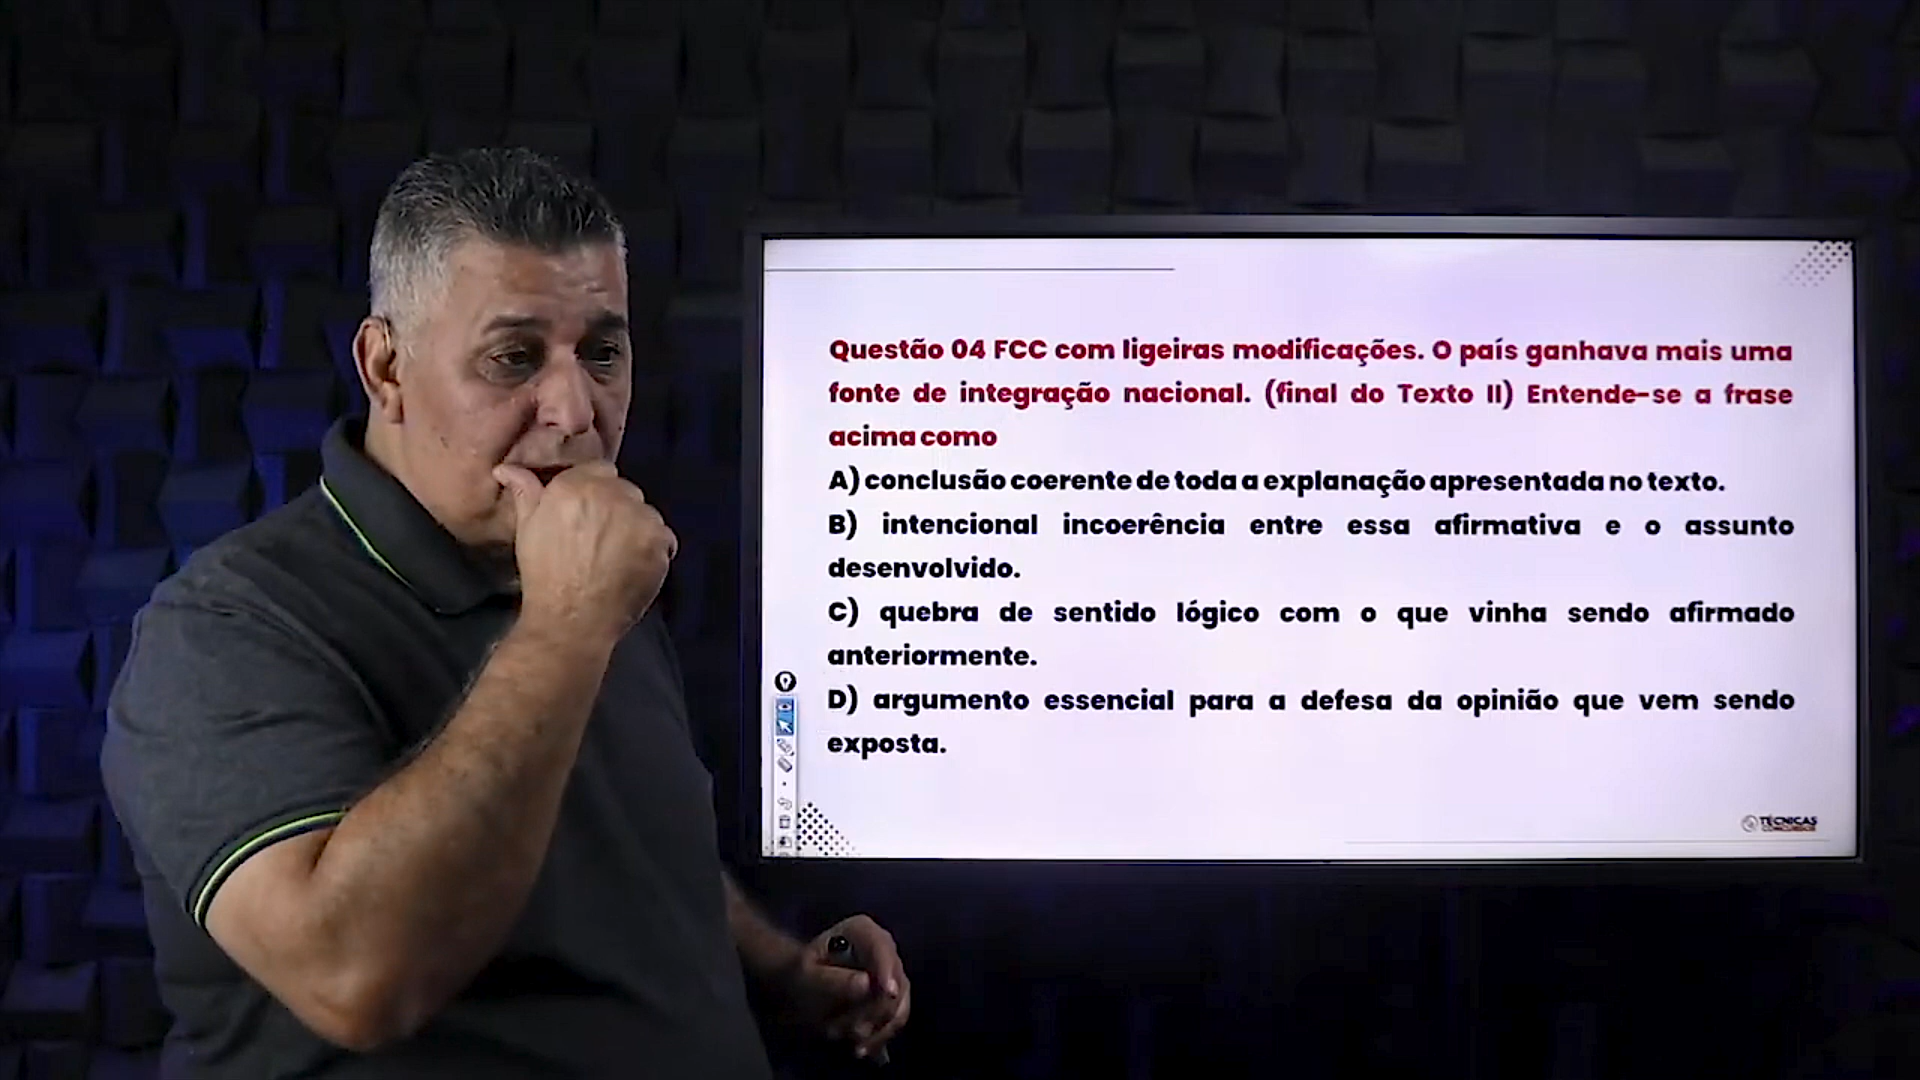 Questão 04 FCC com ligeiras modificações. O país ganhava mais uma
fonte de integração nacional. (final do Texto II) Entende-se a frase
acima como
A) conclusão coerente de toda a explanação apresentada no texto.
B) intencional incoerência entre essa afirmativa e o assunto
desenvolvido.
C) quebra de sentido lógico com o que vinha sendo afirmado
anteriormente.
D) argumento essencial para a defesa da opinião que vem sendo
exposta.
TÉCNICAS
CONCURSOS